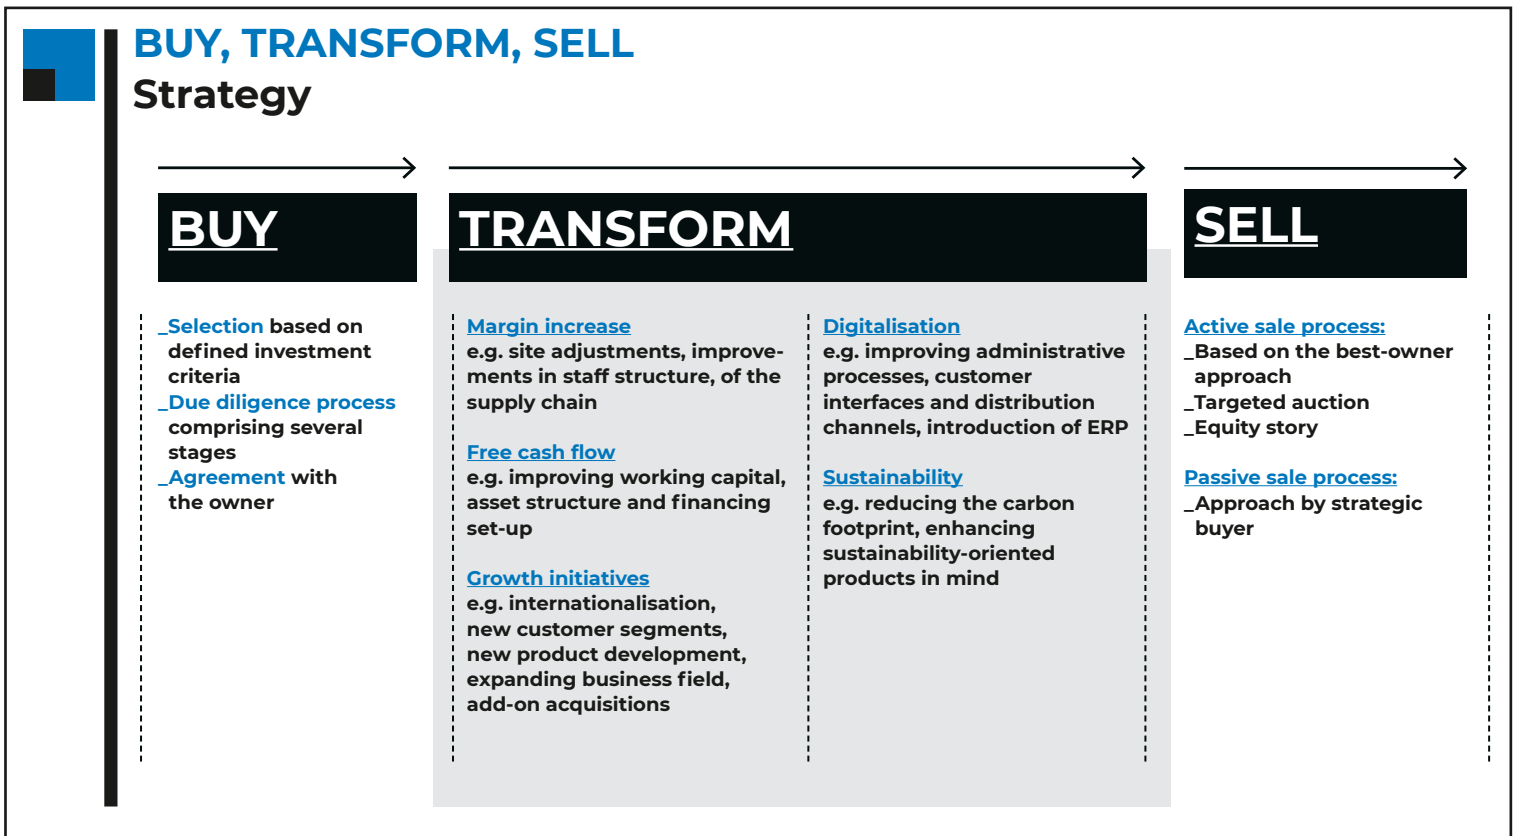 BUY, TRANSFORM, SELL
Strategy
BUY
_Selection based on
defined investment
criteria
_Due diligence process
comprising several
stages
_Agreement with
the owner
TRANSFORM
Margin increase
e.g. site adjustments, improve-
ments in staff structure, of the
supply chain
Free cash flow
e.g. improving working capital,
asset structure and financing
set-up
Growth initiatives
e.g. internationalisation,
new customer segments,
new product development,
expanding business field,
add-on acquisitions
Digitalisation
e.g. improving administrative
processes, customer
interfaces and distribution
channels, introduction of ERP
Sustainability
e.g. reducing the carbon
footprint, enhancing
sustainability-oriented
products in mind
SELL
Active sale process:
_Based on the best-owner
approach
_Targeted auction
_Equity story
Passive sale process:
_Approach by strategic
buyer